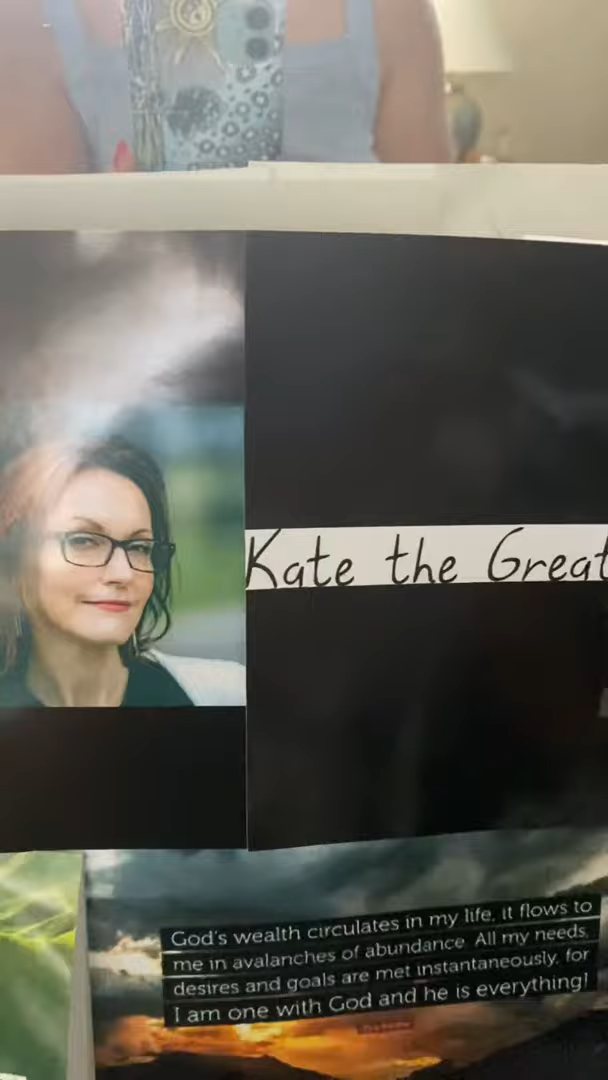 Kate the Great
God's wealth circulates in my life, it flows to
me in avalanches of abundance. All my needs,
desires and goals are met instantaneously, for
I am one with God and he is everything!